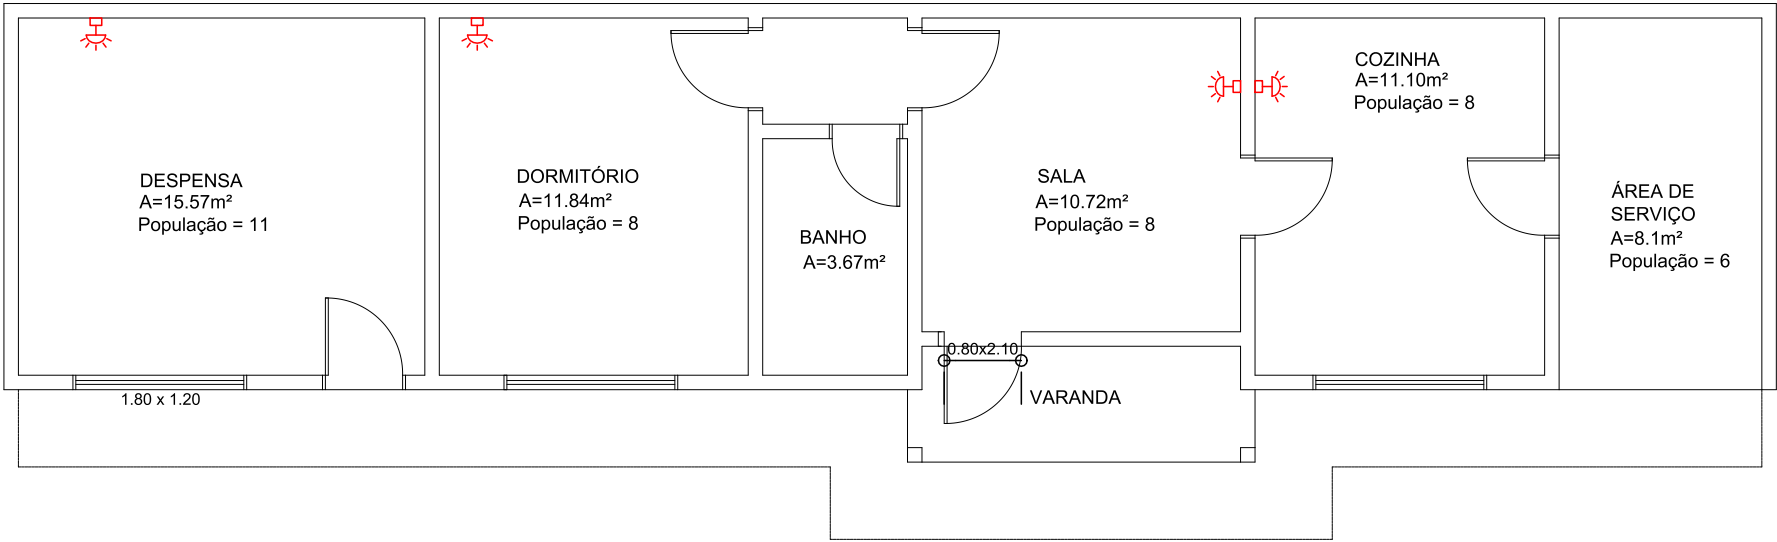 DESPENSA
A=15.57m²
População = 11
1.80 x 1.20
DORMITÓRIO
A=11.84m²
População = 8
BANHO
A=3.67m²
SALA
A=10.72m²
População = 8
0.80x2.10
VARANDA
COZINHA
A=11.10m²
População = 8
ÁREA DE
SERVIÇO
A=8.1m²
População = 6